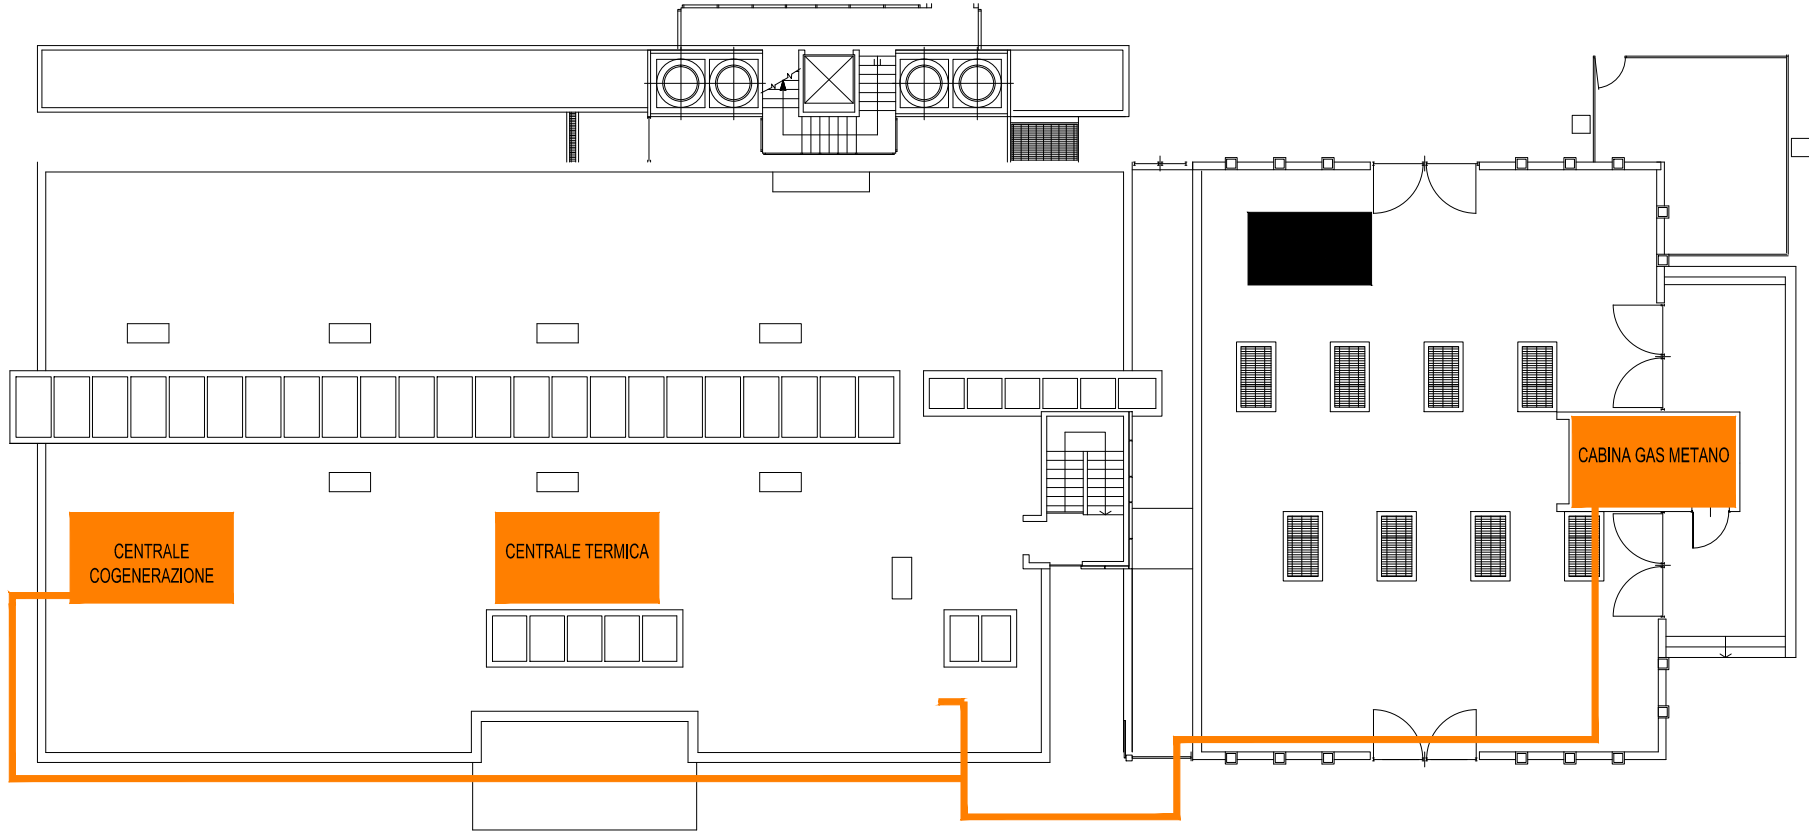 CABINA GAS METANO
CENTRALE
COGENERAZIONE
CENTRALE TERMICA